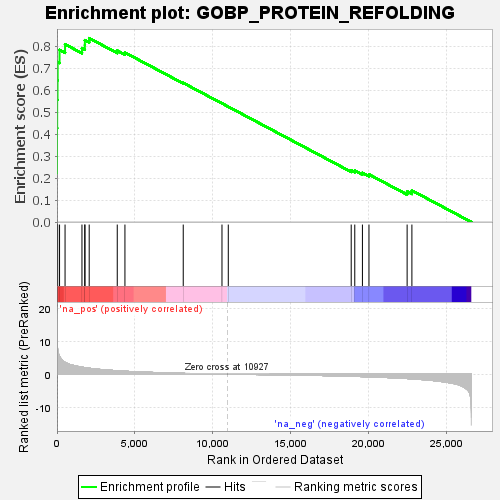 Enrichment plot: GOBP_PROTEIN_REFOLDING
Enrichment score (ES)
0.8
0.7
0.6
0.5
0.4
0.3
0.2
0.1
0.0
'na_pos' (positively correlated)
Ranked list metric (PreRanked)
20
10
0
-10
Zero cross at 10927
'na_neg' (negatively correlated)
0 5,000 10,000 15,000 20,000 25,000
Rank in Ordered Dataset
Enrichment profile Hits Ranking metric scores